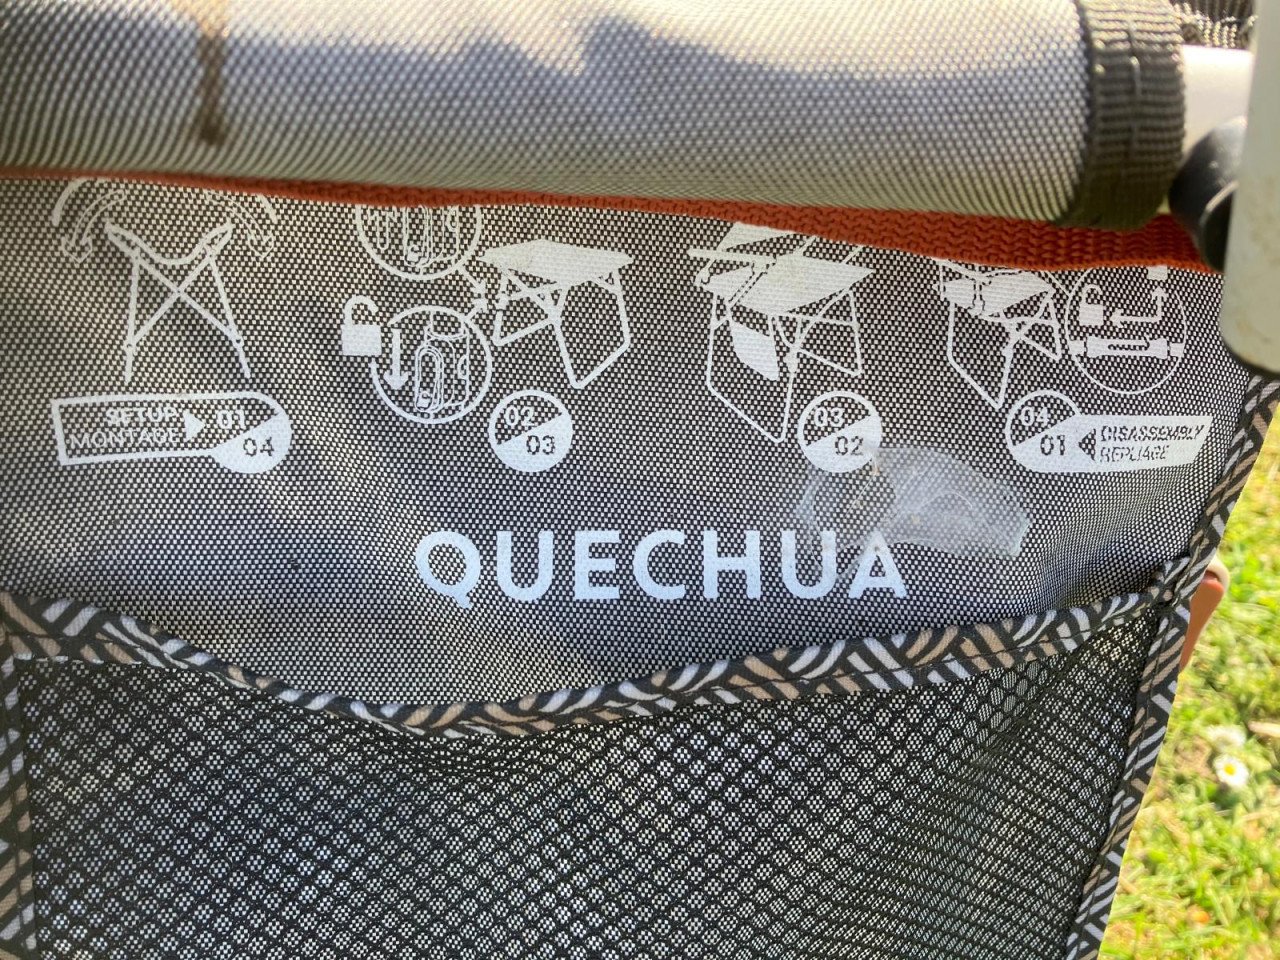 SETUP 01
MONTAGE 04
02
03
03
02
04
01 DISASSEMBLY
REPLIAGE
QUECHUA